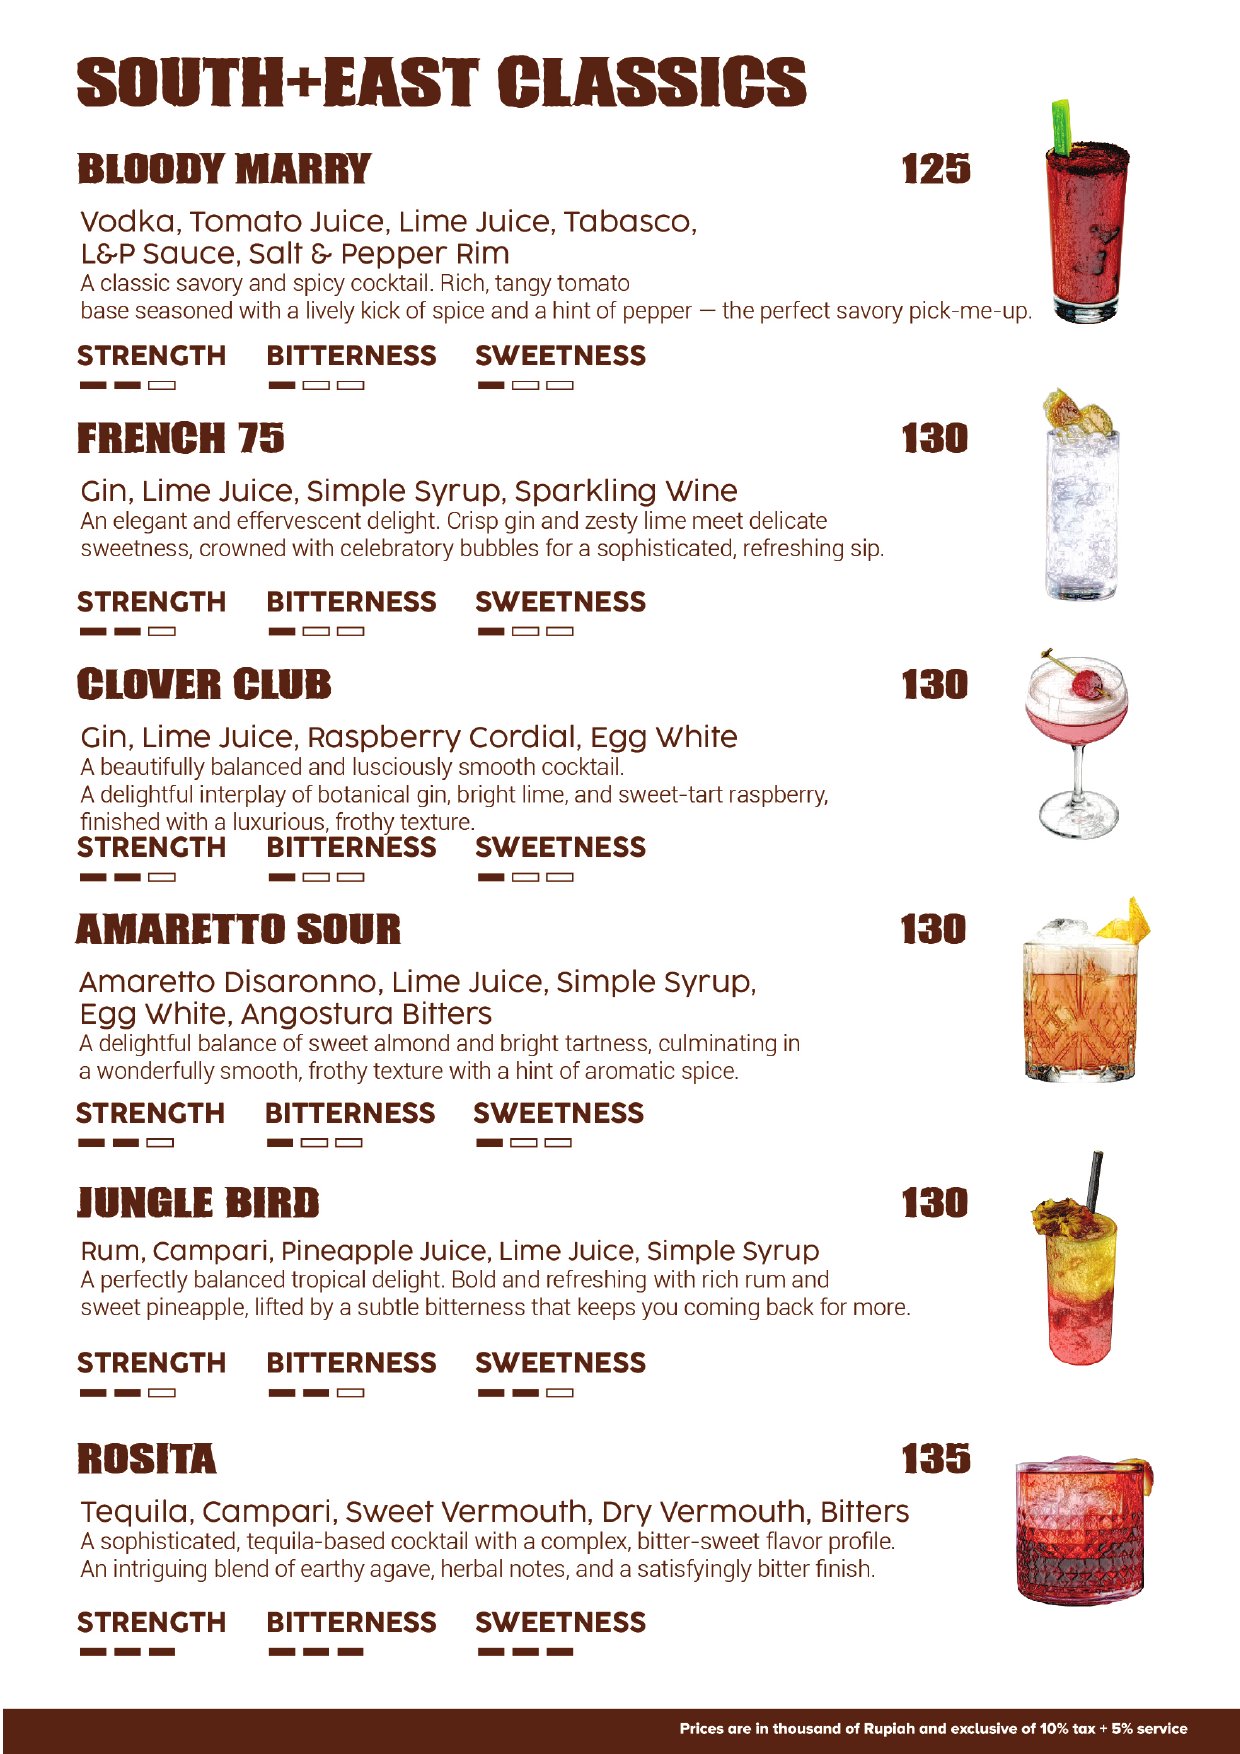 SOUTH+EAST CLASSICS
BLOODY MARRY 125
Vodka, Tomato Juice, Lime Juice, Tabasco,
L&P Sauce, Salt & Pepper Rim
A classic savory and spicy cocktail. Rich, tangy tomato
base seasoned with a lively kick of spice and a hint of pepper — the perfect savory pick-me-up.
STRENGTH BITTERNESS SWEETNESS
FRENCH 75 130
Gin, Lime Juice, Simple Syrup, Sparkling Wine
An elegant and effervescent delight. Crisp gin and zesty lime meet delicate
sweetness, crowned with celebratory bubbles for a sophisticated, refreshing sip.
STRENGTH BITTERNESS SWEETNESS
CLOVER CLUB 130
Gin, Lime Juice, Raspberry Cordial, Egg White
A beautifully balanced and lusciously smooth cocktail.
A delightful interplay of botanical gin, bright lime, and sweet-tart raspberry,
finished with a luxurious, frothy texture.
STRENGTH BITTERNESS SWEETNESS
AMARETTO SOUR 130
Amaretto Disaronno, Lime Juice, Simple Syrup,
Egg White, Angostura Bitters
A delightful balance of sweet almond and bright tartness, culminating in
a wonderfully smooth, frothy texture with a hint of aromatic spice.
STRENGTH BITTERNESS SWEETNESS
JUNGLE BIRD 130
Rum, Campari, Pineapple Juice, Lime Juice, Simple Syrup
A perfectly balanced tropical delight. Bold and refreshing with rich rum and
sweet pineapple, lifted by a subtle bitterness that keeps you coming back for more.
STRENGTH BITTERNESS SWEETNESS
ROSITA 135
Tequila, Campari, Sweet Vermouth, Dry Vermouth, Bitters
A sophisticated, tequila-based cocktail with a complex, bitter-sweet flavor profile.
An intriguing blend of earthy agave, herbal notes, and a satisfyingly bitter finish.
STRENGTH BITTERNESS SWEETNESS
Prices are in thousand of Rupiah and exclusive of 10% tax + 5% service